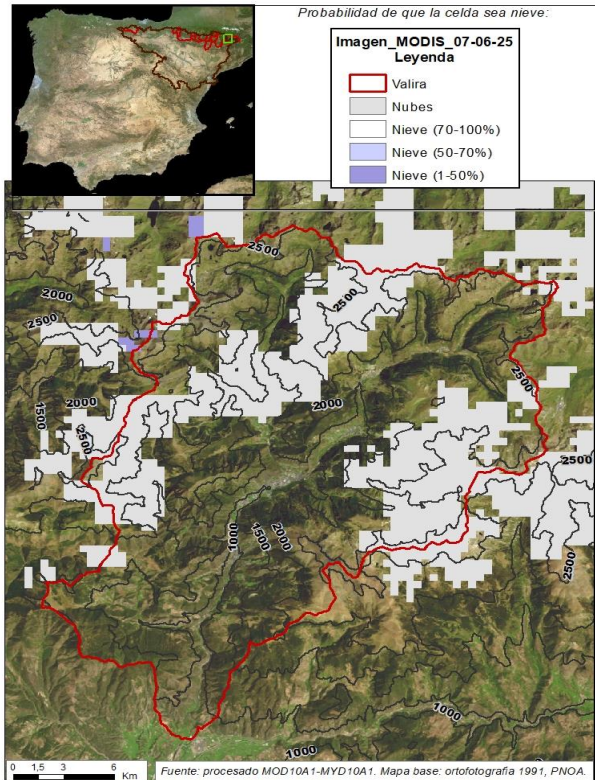 Probabilidad de que la celda sea nieve:
Imagen_MODIS_07-06-25
Leyenda
Valira
Nubes
Nieve (70-100%)
Nieve (50-70%)
Nieve (1-50%)
2500
2000
2500
2500
2000
1500
2500
2000
2500
2500
1000
1500
2000
2500
1000
1000
0 1,5 3 6
Km
Fuente: procesado MOD10A1-MYD10A1. Mapa base: ortofotografía 1991, PNOA.